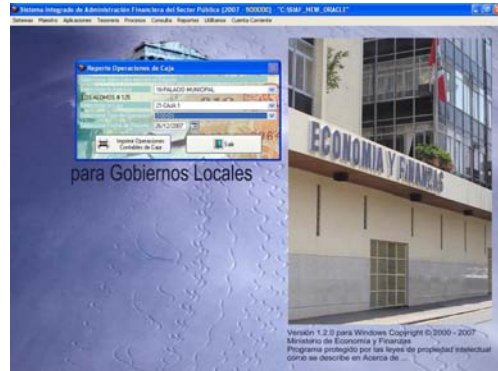 Sistema Integrado de Administración Financiera del Sector Público (2007 - 900000) - "C:\SIAF_NEW_ORACLE"
Sistemas Maestro Aplicaciones Tesorería Procesos Consulta Reportes Utilitarios Cuenta Corriente
Reporte Operaciones de Caja
16-PALACIO MUNICIPAL
21-CAJA 1
26/12/2007
Imprime Operaciones
Contables de Caja
Salir
ECONOMIA Y FINANZAS
para Gobiernos Locales
Versión 1.2.0 para Windows Copyright © 2000 - 2007
Ministerio de Economía y Finanzas
Programa protegido por las leyes de propiedad intelectual
como se describe en Acerca de ...